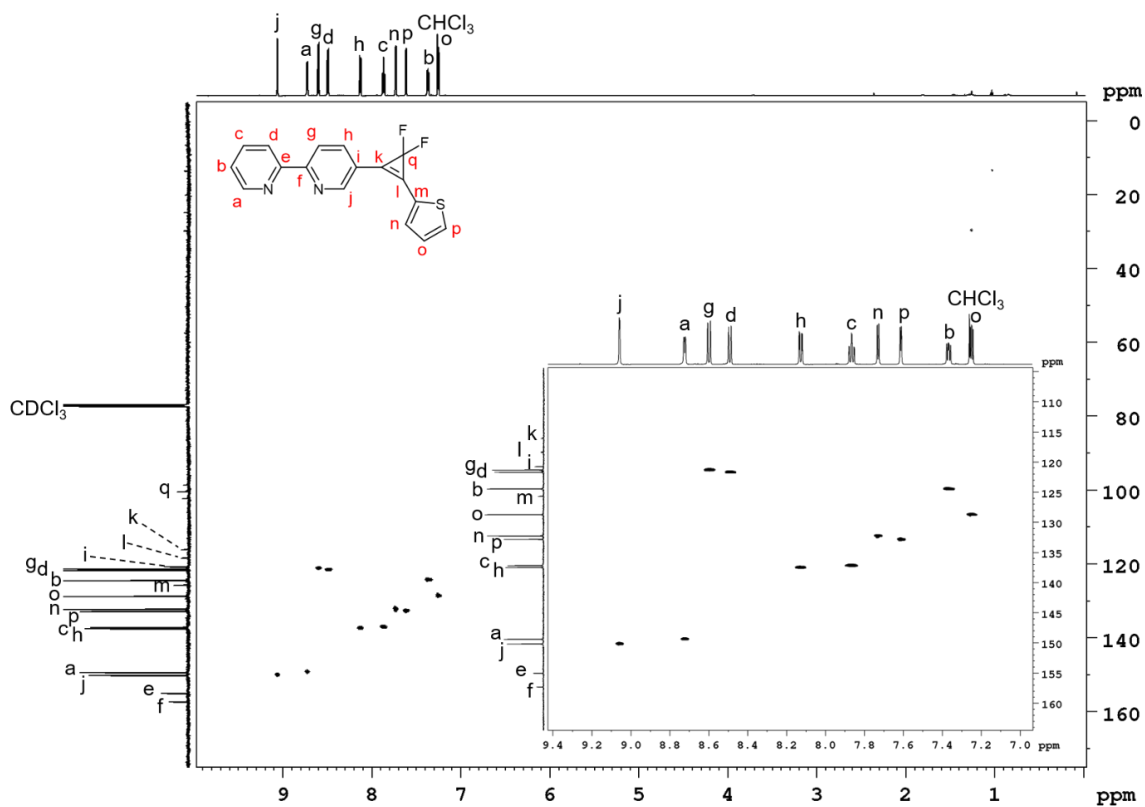 j a g d h c n p b CHCl3 o
ppm
0
20
40
60
80
100
120
140
160
9 8 7 6 5 4 3 2 1 ppm
c d g h F F
b e f i k q
a N N j l m S
n o p
CDCl3
q
k
l
i
g d
b
m
o
n
p
c h
a
j
e
f
j a g d h c n p b CHCl3 o
ppm
110
115
120
125
130
135
140
145
150
155
160
k
l
i
g d
b
m
o
n
p
c h
a
j
e
f
9.4 9.2 9.0 8.8 8.6 8.4 8.2 8.0 7.8 7.6 7.4 7.2 7.0 ppm